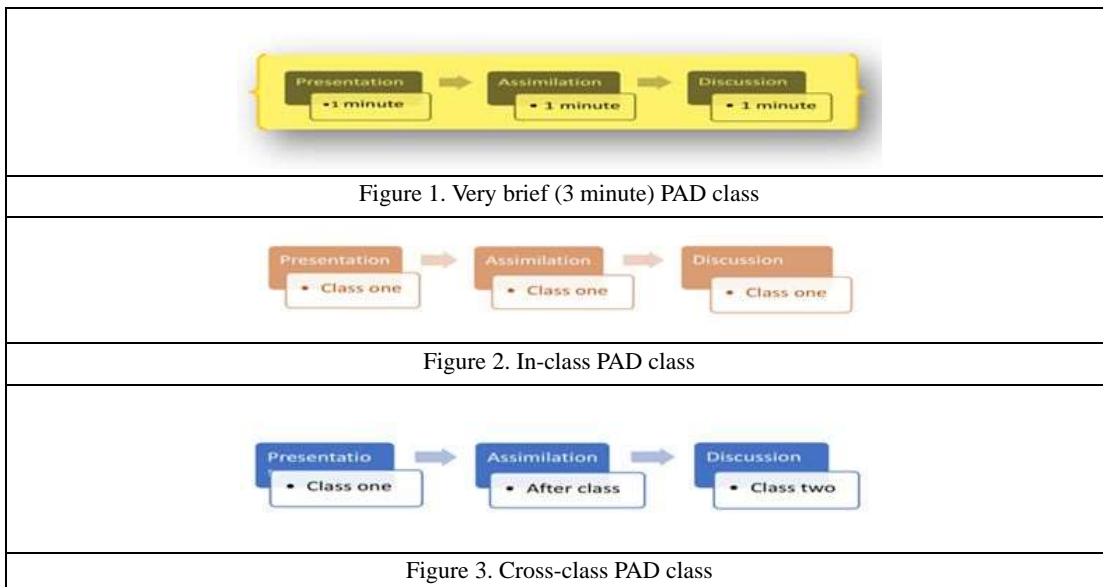 Presentation
Assimilation
Discussion
•1 minute
• 1 minute
• 1 minute
Figure 1. Very brief (3 minute) PAD class
Presentation
Assimilation
Discussion
• Class one
• Class one
• Class one
Figure 2. In-class PAD class
Presentatio
Assimilation
Discussion
• Class one
• After class
• Class two
Figure 3. Cross-class PAD class